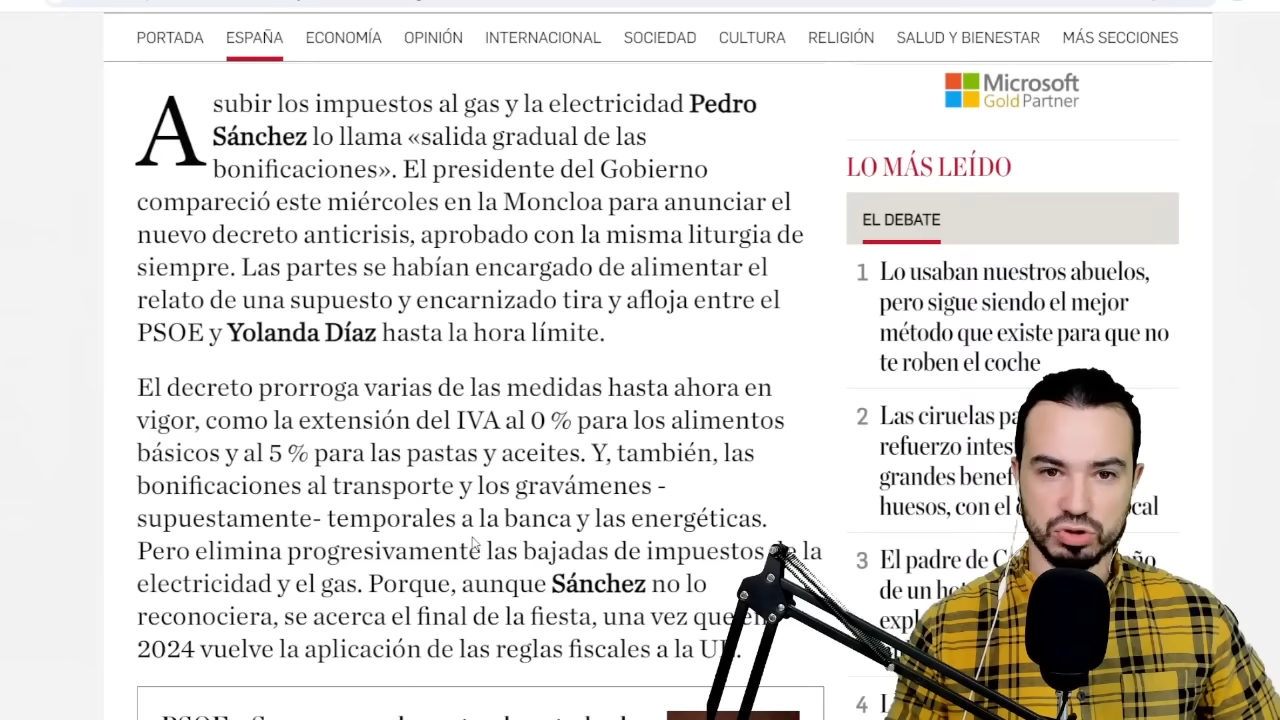 PORTADA ESPAÑA ECONOMÍA OPINIÓN INTERNACIONAL SOCIEDAD CULTURA RELIGIÓN SALUD Y BIENESTAR MÁS SECCIONES
A subir los impuestos al gas y la electricidad Pedro
Sánchez lo llama «salida gradual de las
bonificaciones». El presidente del Gobierno
compareció este miércoles en la Moncloa para anunciar el
nuevo decreto anticrisis, aprobado con la misma liturgia de
siempre. Las partes se habían encargado de alimentar el
relato de una supuesto y encarnizado tira y afloja entre el
PSOE y Yolanda Díaz hasta la hora límite.
El decreto prorroga varias de las medidas hasta ahora en
vigor, como la extensión del IVA al 0 % para los alimentos
básicos y al 5 % para las pastas y aceites. Y, también, las
bonificaciones al transporte y los gravámenes -
supuestamente- temporales a la banca y las energéticas.
Pero elimina progresivamente las bajadas de impuestos de la
electricidad y el gas. Porque, aunque Sánchez no lo
reconociera, se acerca el final de la fiesta, una vez que en
2024 vuelve la aplicación de las reglas fiscales a la UE.
Microsoft
Gold Partner
LO MÁS LEÍDO
EL DEBATE
1 Lo usaban nuestros abuelos,
pero sigue siendo el mejor
método que existe para que no
te roben el coche
2 Las ciruelas
refuerzo
grandes
huesos, con el
3 El padre de
de un
4